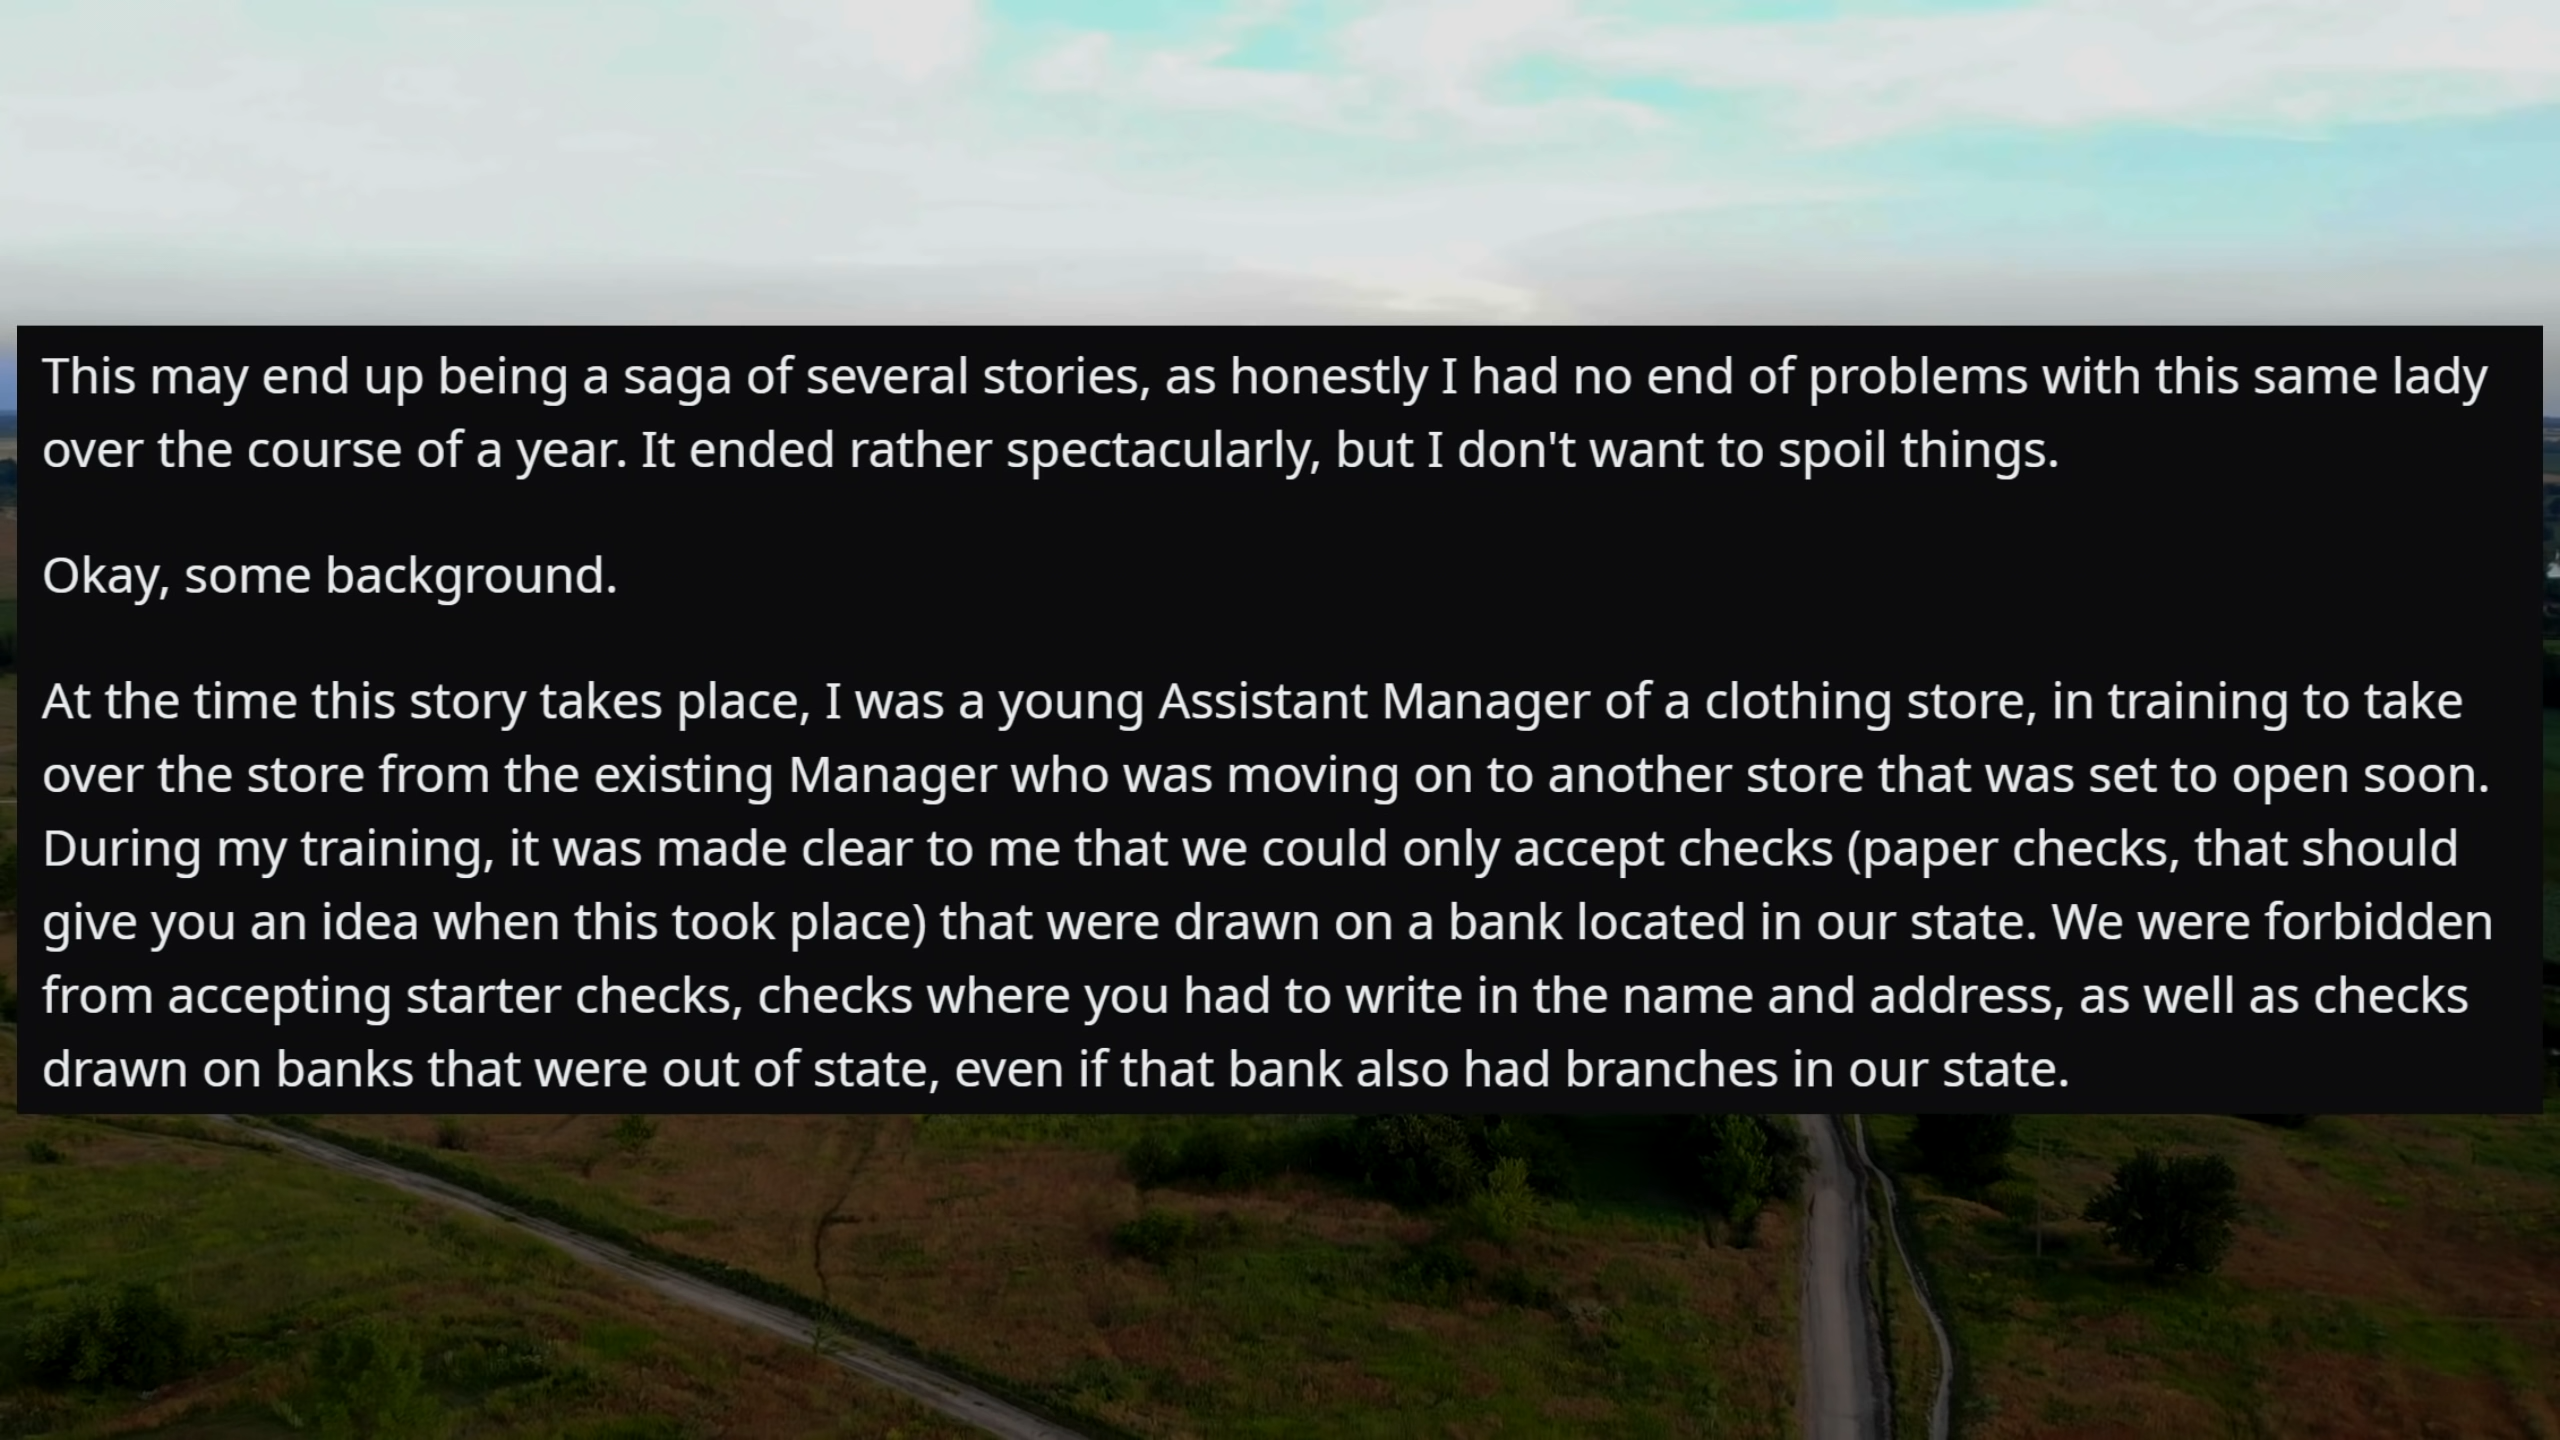 This may end up being a saga of several stories, as honestly I had no end of problems with this same lady
over the course of a year. It ended rather spectacularly, but I don't want to spoil things.
Okay, some background.
At the time this story takes place, I was a young Assistant Manager of a clothing store, in training to take
over the store from the existing Manager who was moving on to another store that was set to open soon.
During my training, it was made clear to me that we could only accept checks (paper checks, that should
give you an idea when this took place) that were drawn on a bank located in our state. We were forbidden
from accepting starter checks, checks where you had to write in the name and address, as well as checks
drawn on banks that were out of state, even if that bank also had branches in our state.